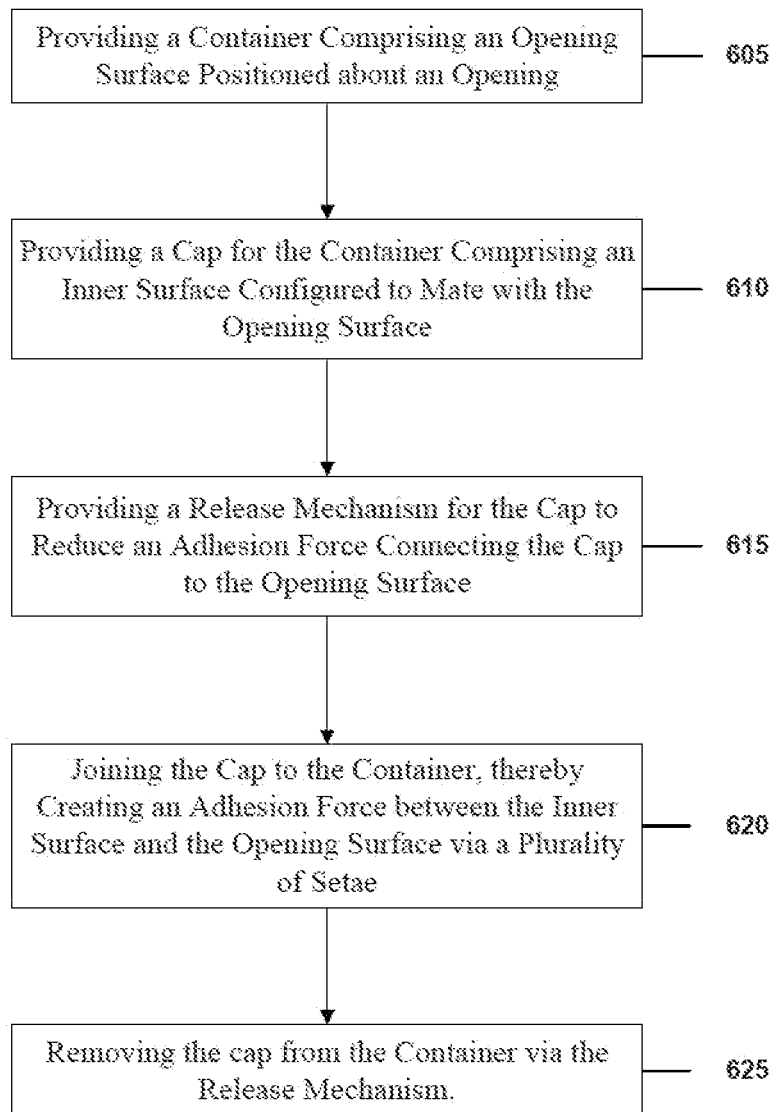 Providing a Container Comprising an Opening
Surface Positioned about an Opening
605
Providing a Cap for the Container Comprising an
Inner Surface Configured to Mate with the
Opening Surface
610
Providing a Release Mechanism for the Cap to
Reduce an Adhesion Force Connecting the Cap
to the Opening Surface
615
Joining the Cap to the Container, thereby
Creating an Adhesion Force between the Inner
Surface and the Opening Surface via a Plurality
of Setae
620
Removing the cap from the Container via the
Release Mechanism.
625